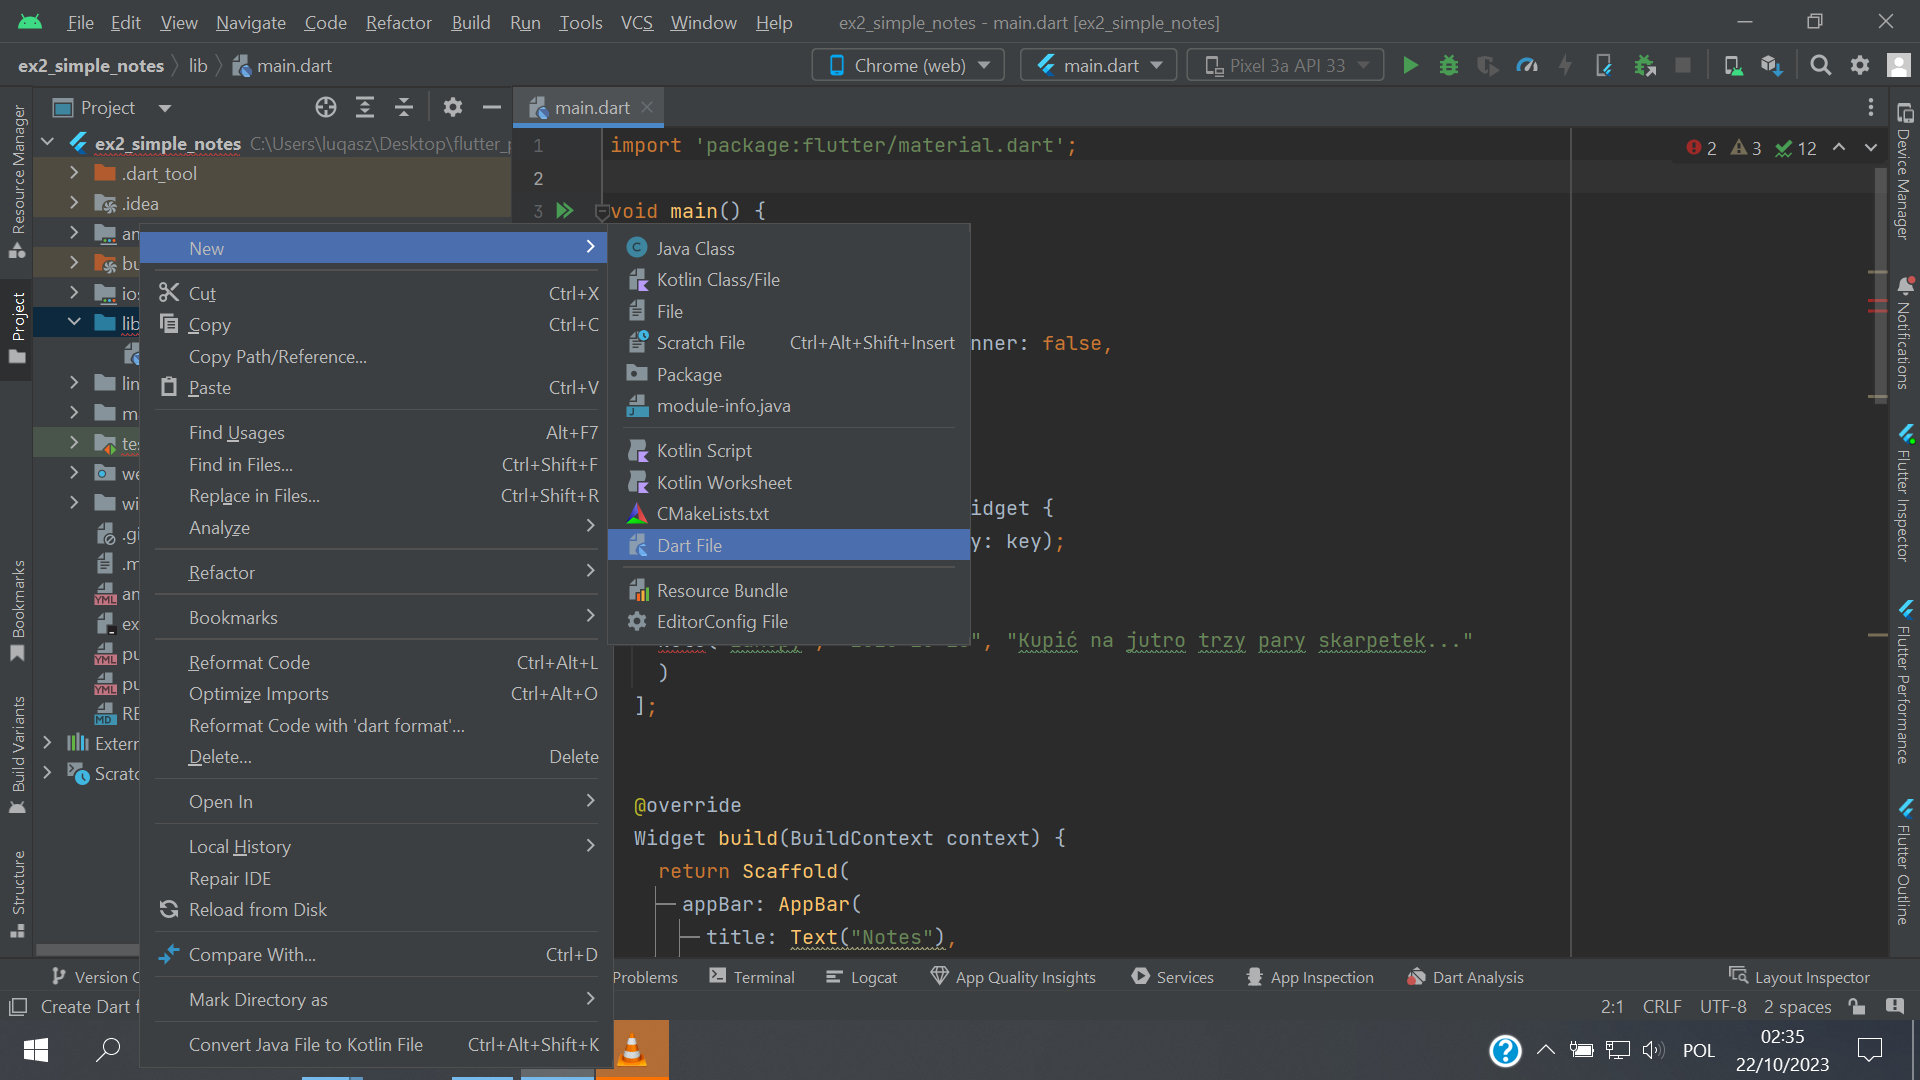 File Edit View Navigate Code Refactor Build Run Tools VCS Window Help ex2_simple_notes - main.dart [ex2_simple_notes]
ex2_simple_notes lib main.dart Chrome (web) main.dart Pixel 3a API 33
Project main.dart
ex2_simple_notes C:\Users\luqasz\Desktop\flutter_p
.dart_tool
.idea
an
bu
ios
lib
lin
m
tes
we
wi
.gi
.m
an
ex
pu
pu
RE
Extern
Scratc
Resource Manager
Project
Bookmarks
Build Variants
Structure
New
Cut Ctrl+X
Copy Ctrl+C
Copy Path/Reference...
Paste Ctrl+V
Find Usages Alt+F7
Find in Files... Ctrl+Shift+F
Replace in Files... Ctrl+Shift+R
Analyze
Refactor
Bookmarks
Reformat Code Ctrl+Alt+L
Optimize Imports Ctrl+Alt+O
Reformat Code with 'dart format'...
Delete... Delete
Open In
Local History
Repair IDE
Reload from Disk
Compare With... Ctrl+D
Mark Directory as
Convert Java File to Kotlin File Ctrl+Alt+Shift+K
Java Class
Kotlin Class/File
File
Scratch File Ctrl+Alt+Shift+Insert
Package
module-info.java
Kotlin Script
Kotlin Worksheet
CMakeLists.txt
Dart File
Resource Bundle
EditorConfig File
1 import 'package:flutter/material.dart';
2
3 void main() {
nner: false,
idget {
y: key);
", "Kupić na jutro trzy pary skarpetek..."
)
];
@override
Widget build(BuildContext context) {
return Scaffold(
appBar: AppBar(
title: Text("Notes"),
2 3 12
Device Manager
Notifications
Flutter Inspector
Flutter Performance
Flutter Outline
Version C Problems Terminal Logcat App Quality Insights Services App Inspection Dart Analysis Layout Inspector
Create Dart f 2:1 CRLF UTF-8 2 spaces
POL 02:35
22/10/2023